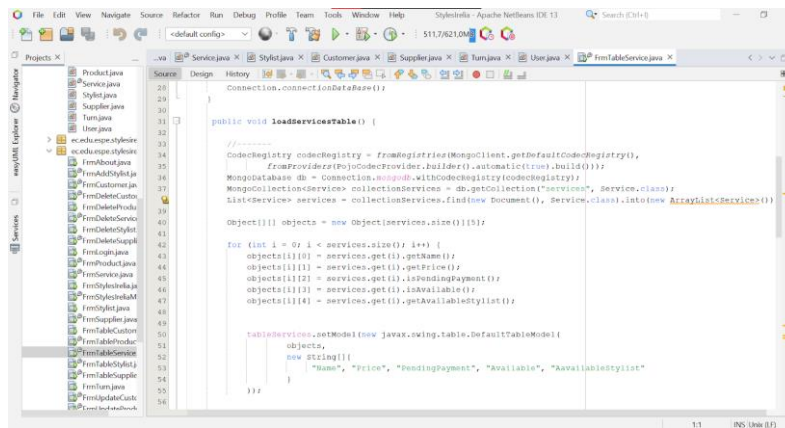 File Edit View Navigate Source Refactor Run Debug Profile Team Tools Window Help
StylesIrelia - Apache NetBeans IDE 13
Search (Ctrl+I)
<default config>
511,7/621,0MB
Projects
...va Service.java Stylist.java Customer.java Supplier.java Turn.java User.java FrmTableService.java
Source Design History
Navigator
easyUML Explorer
Services
Product.java
Service.java
Stylist.java
Supplier.java
Turn.java
User.java
ec.edu.espe.stylesire
ec.edu.espe.stylesire
FrmAbout.java
FrmAddStylist.ja
FrmCustomer.jav
FrmDeleteCustor
FrmDeleteProdu
FrmDeleteService
FrmDeleteStylist
FrmDeleteSuppli
FrmLogin.java
FrmProduct.java
FrmService.java
FrmStylesIrelia.ja
FrmStylesIreliaM
FrmStylist.java
FrmSupplier.java
FrmTableCustom
FrmTableProduc
FrmTableService
FrmTableStylist.j
FrmTableSupplie
FrmTurn.java
FrmUpdateCustc
FrmUpdateProdu
28 Connection.connectionDataBase();
29 }
30
31 public void loadServicesTable() {
32
33 //-------
34 CodecRegistry codecRegistry = fromRegistries(MongoClient.getDefaultCodecRegistry(),
35 fromProviders(PojoCodecProvider.builder().automatic(true).build()));
36 MongoDatabase db = Connection.mongodb.withCodecRegistry(codecRegistry);
37 MongoCollection<Service> collectionServices = db.getCollection("services", Service.class);
List<Service> services = collectionServices.find(new Document(), Service.class).into(new ArrayList<Service>())
39
40 Object[][] objects = new Object[services.size()][5];
41
42 for (int i = 0; i < services.size(); i++) {
43 objects[i][0] = services.get(i).getName();
44 objects[i][1] = services.get(i).getPrice();
45 objects[i][2] = services.get(i).isPendingPayment();
46 objects[i][3] = services.get(i).isAvailable();
47 objects[i][4] = services.get(i).getAvailableStylist();
48
49
50 tableServices.setModel(new javax.swing.table.DefaultTableModel(
51 objects,
52 new String[]{
53 "Name", "Price", "PendingPayment", "Available", "AavailableStylist"
54 }
55 ));
56
1:1 INS Unix (LF)